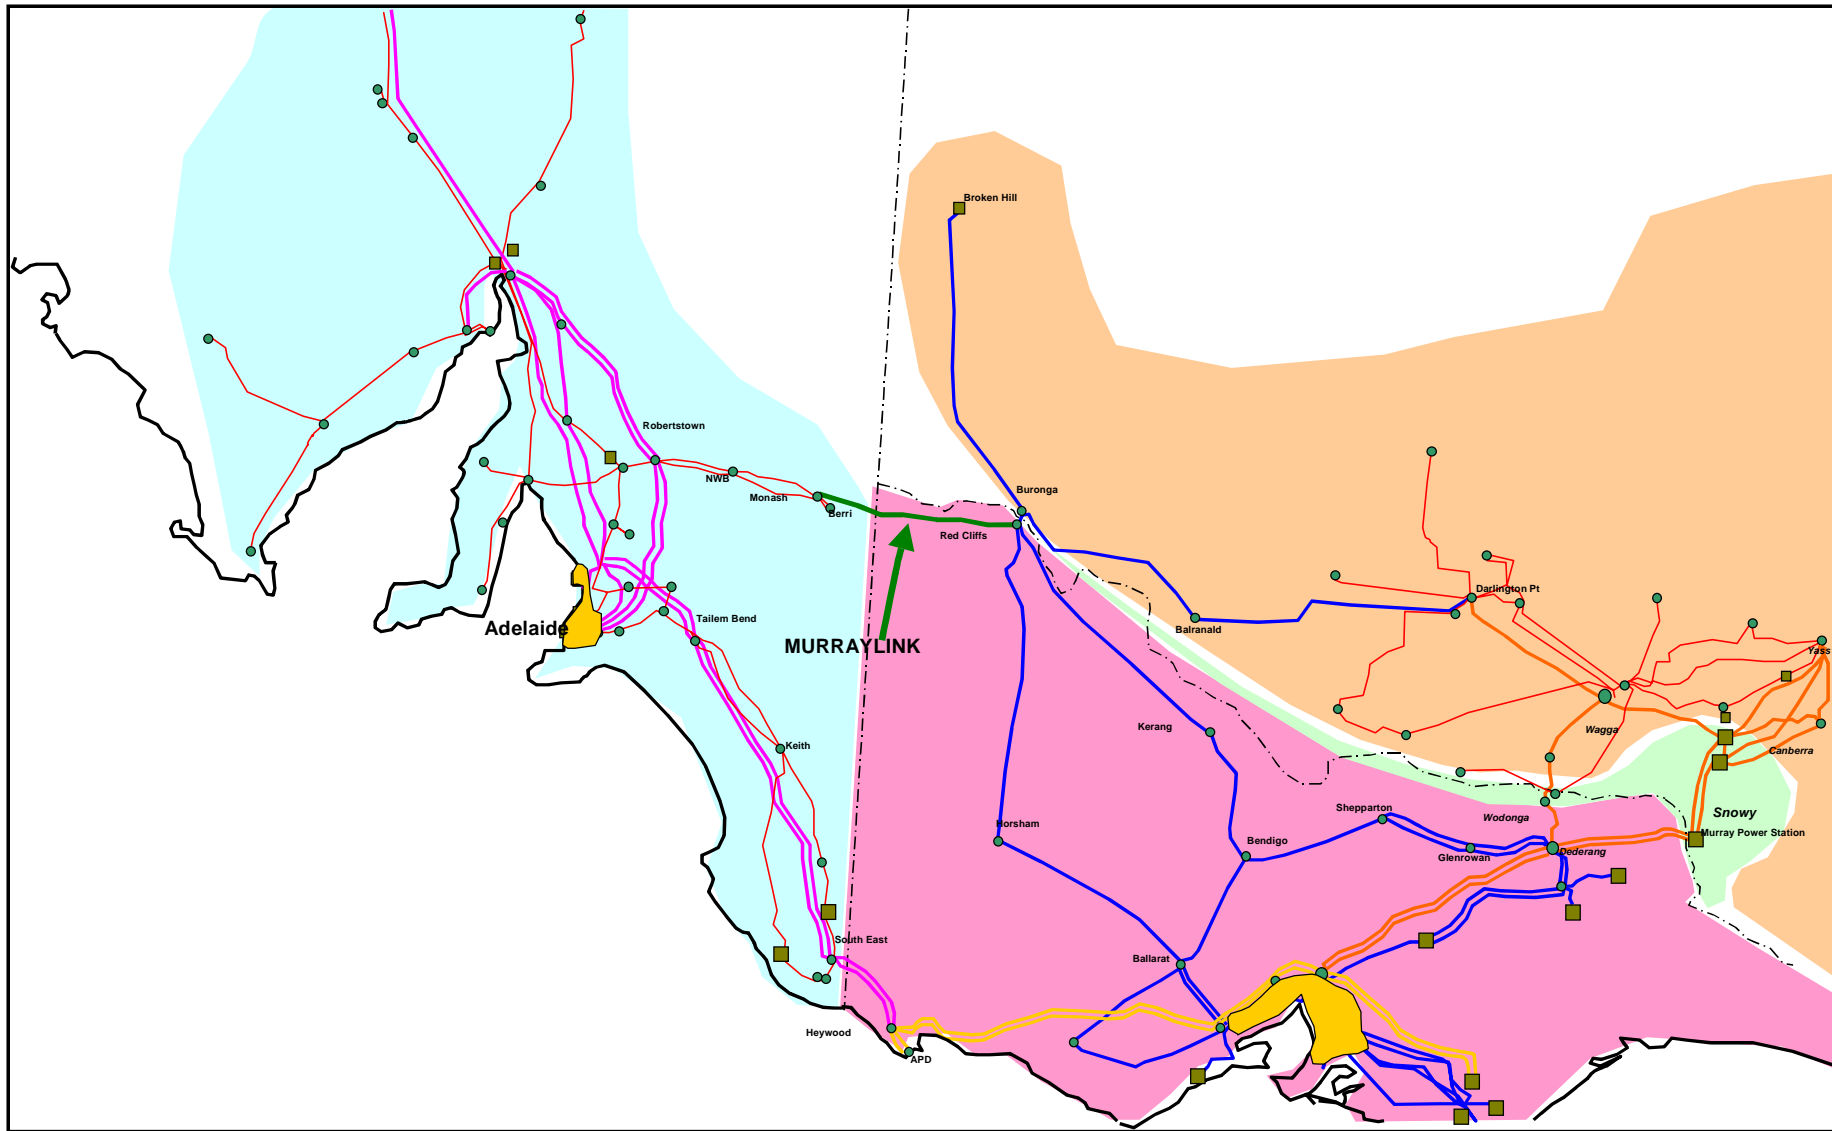 Broken Hill
Robertstown
NWB
Monash
Berri
Buronga
Red Cliffs
Darlington Pt
Balranald
Adelaide
Tailem Bend
MURRAYLINK
Yass
Wagga
Canberra
Kerang
Keith
Snowy
Shepparton
Wodonga
Horsham
Murray Power Station
Bendigo
Glenrowan
Dederang
South East
Ballarat
Heywood
APD